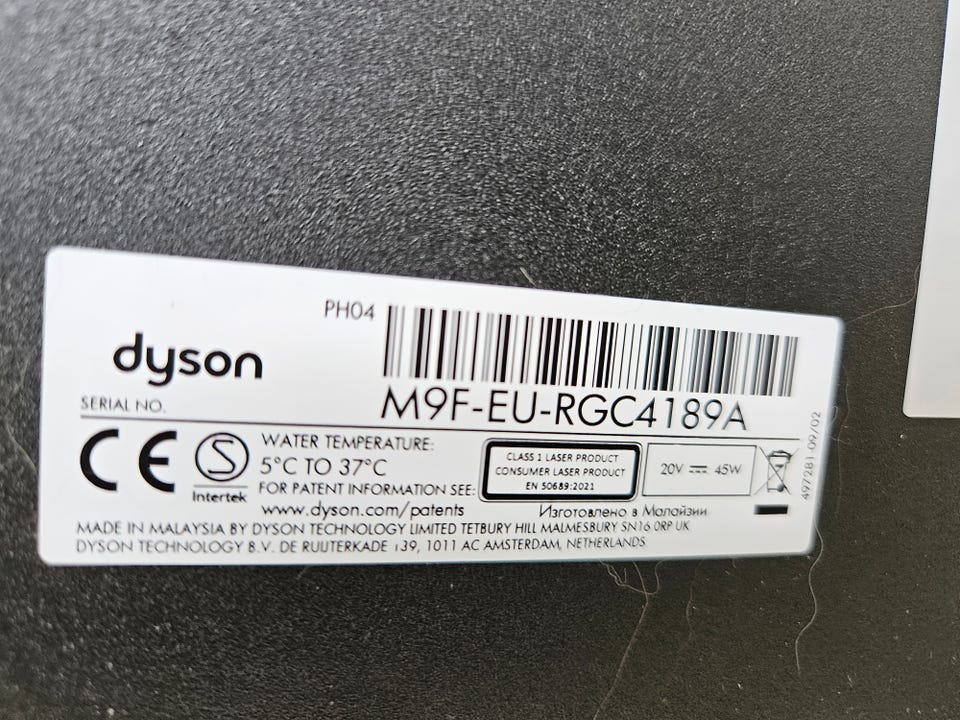 PH04
dyson
M9F-EU-RGC4189A
SERIAL NO.
CE
S
Intertek
WATER TEMPERATURE:
5°C TO 37°C
FOR PATENT INFORMATION SEE:
www.dyson.com/patents
CLASS 1 LASER PRODUCT
CONSUMER LASER PRODUCT
EN 50689:2021
20V ⎓ 45W
497281-09/02
Изготовлено в Малайзии
MADE IN MALAYSIA BY DYSON TECHNOLOGY LIMITED TETBURY HILL MALMESBURY SN16 0RP UK
DYSON TECHNOLOGY B.V. DE RUIJTERKADE 139, 1011 AC AMSTERDAM, NETHERLANDS